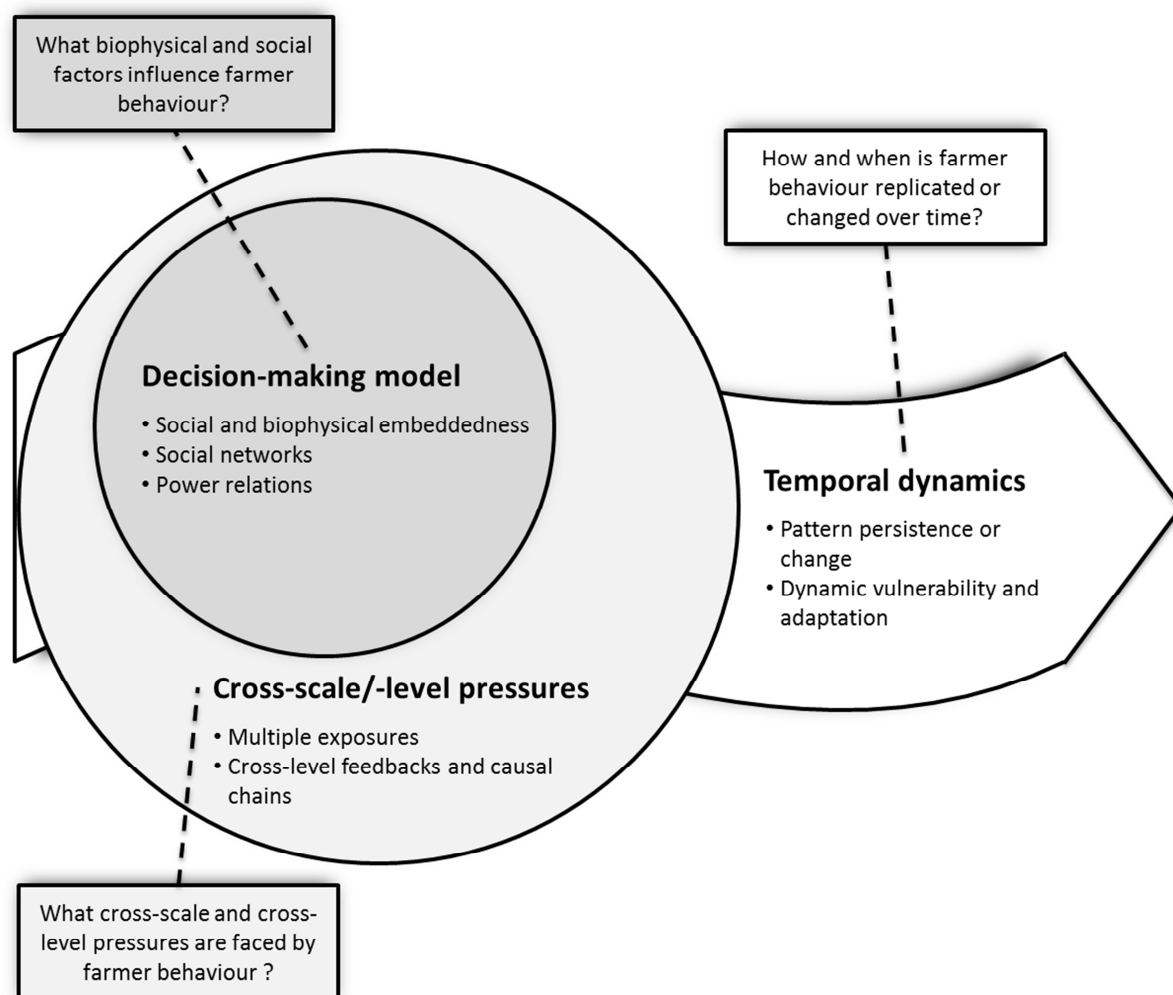 What biophysical and social
factors influence farmer
behaviour?
How and when is farmer
behaviour replicated or
changed over time?
Decision-making model
• Social and biophysical embeddedness
• Social networks
• Power relations
Temporal dynamics
• Pattern persistence or
change
• Dynamic vulnerability and
adaptation
Cross-scale/-level pressures
• Multiple exposures
• Cross-level feedbacks and causal
chains
What cross-scale and cross-
level pressures are faced by
farmer behaviour ?